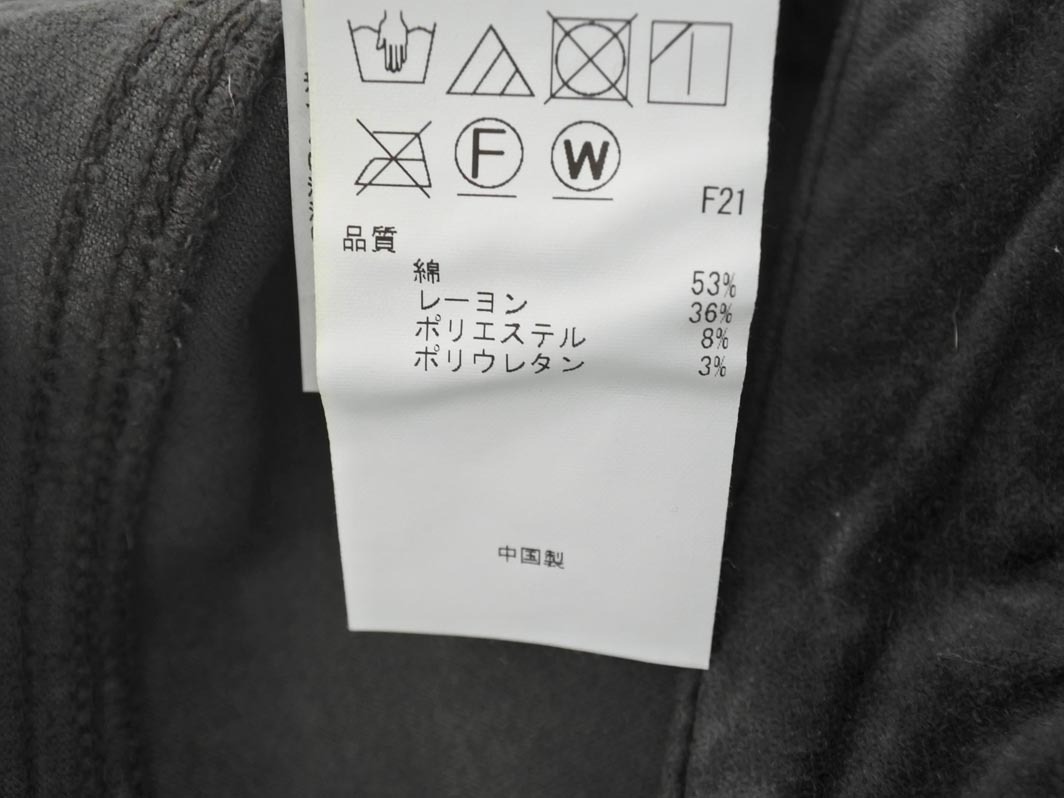 F
W
F21
品質
綿 53%
レーヨン 36%
ポリエステル 8%
ポリウレタン 3%
中国製